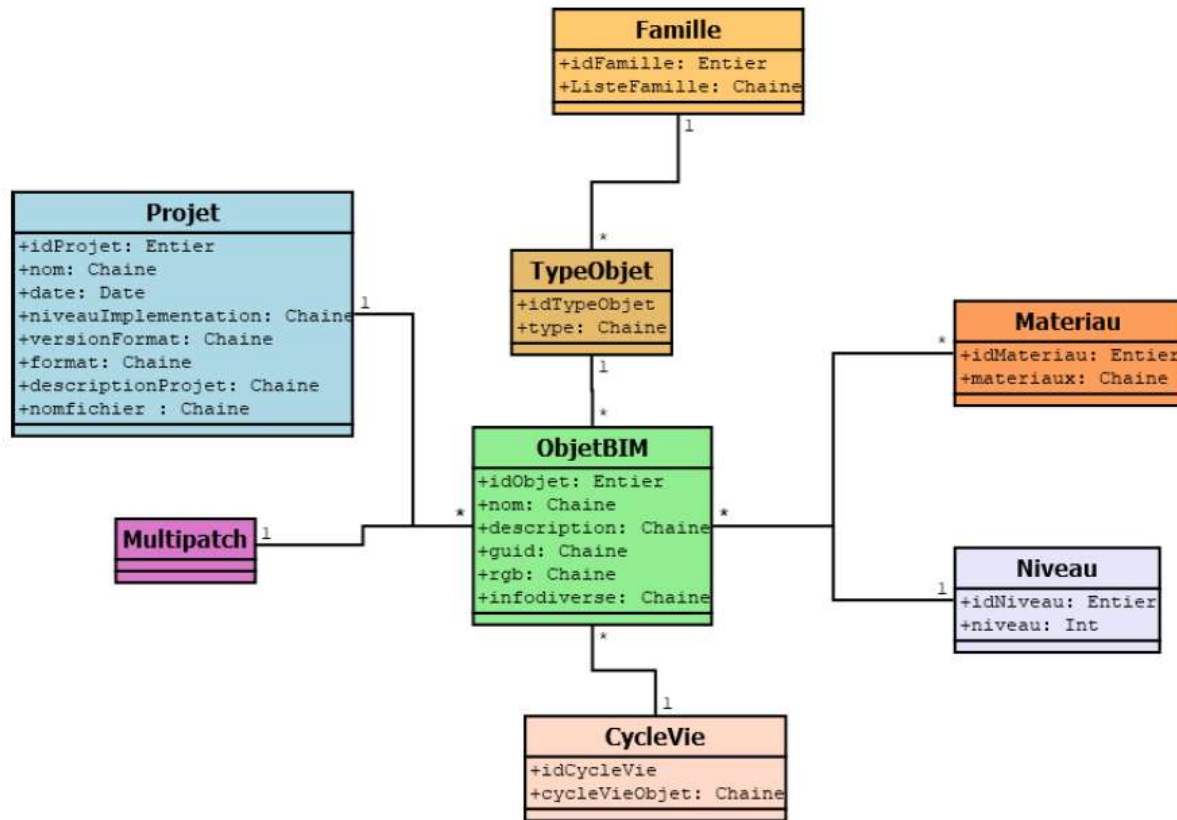 Famille
+idFamille: Entier
+ListeFamille: Chaine
1
*
Projet
+idProjet: Entier
+nom: Chaine
+date: Date
+niveauImplementation: Chaine
+versionFormat: Chaine
+format: Chaine
+descriptionProjet: Chaine
+nomfichier : Chaine
1
TypeObjet
+idTypeObjet
+type: Chaine
1
*
Materiau
+idMateriau: Entier
+materiaux: Chaine
*
ObjetBIM
+idObjet: Entier
+nom: Chaine
+description: Chaine
+guid: Chaine
+rgb: Chaine
+infodiverse: Chaine
*
*
*
Multipatch
1
Niveau
+idNiveau: Entier
+niveau: Int
1
CycleVie
+idCycleVie
+cycleVieObjet: Chaine
1